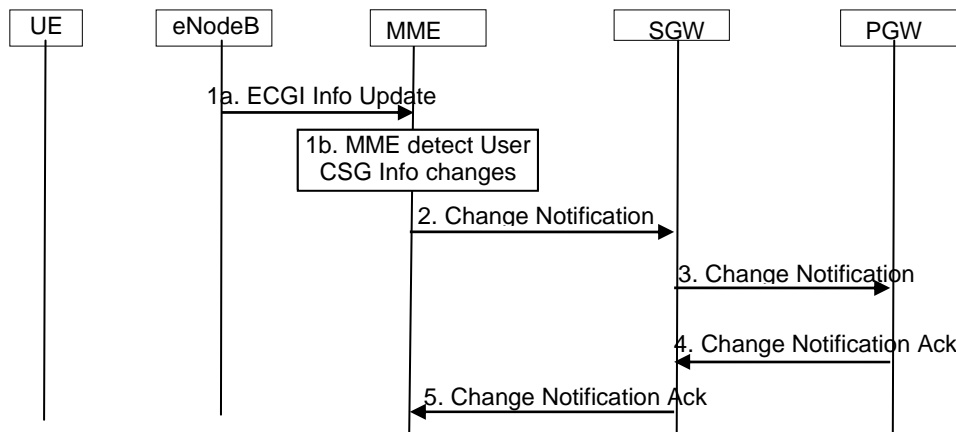 UE
eNodeB
MME
SGW
PGW
1a. ECGI Info Update
1b. MME detect User
CSG Info changes
2. Change Notification
3. Change Notification
4. Change Notification Ack
5. Change Notification Ack